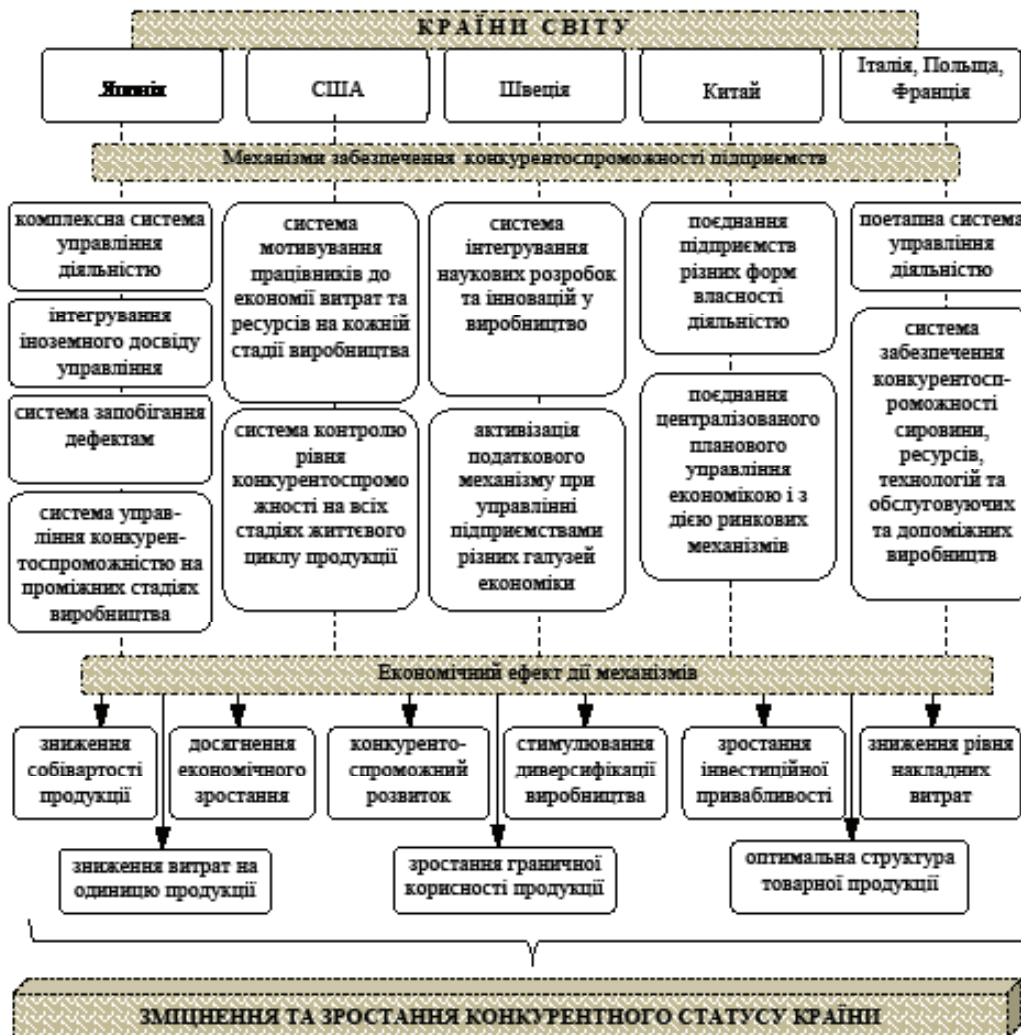 КРАЇНИ СВІТУ
Японія
США
Швеція
Китай
Італія, Польща,
Франція
Механізми забезпечення конкурентоспроможності підприємств
комплексна система
управління
діяльністю
інтегрування
іноземного досвіду
управління
система запобігання
дефектам
система управ-
ління конкурен-
тоспроможністю на
проміжних стадіях
виробництва
система
мотивування
працівників до
економії витрат та
ресурсів на кожній
стадії виробництва
система контролю
рівня
конкурентоспромо
жності на всіх
стадіях життєвого
циклу продукції
система
інтегрування
наукових розробок
та інновацій у
виробництво
активізація
податкового
механізму при
управлінні
підприємствами
різних галузей
економіки
поєднання
підприємств
різних форм
власності
діяльністю
поєднання
централізованого
планового
управління
економікою і з
дією ринкових
механізмів
поетапна система
управління
діяльністю
система
забезпечення
конкурентосп-
роможності
сировини,
ресурсів,
технологій та
обслуговуючих
та допоміжних
виробництв
Економічний ефект дії механізмів
зниження
собівартості
продукції
досягнення
економічного
зростання
конкуренто-
спроможний
розвиток
стимулювання
диверсифікації
виробництва
зростання
інвестиційної
привабливості
зниження рівня
накладних
витрат
зниження витрат на
одиницю продукції
зростання граничної
корисності продукції
оптимальна структура
товарної продукції
ЗМІЦНЕННЯ ТА ЗРОСТАННЯ КОНКУРЕНТНОГО СТАТУСУ КРАЇНИ